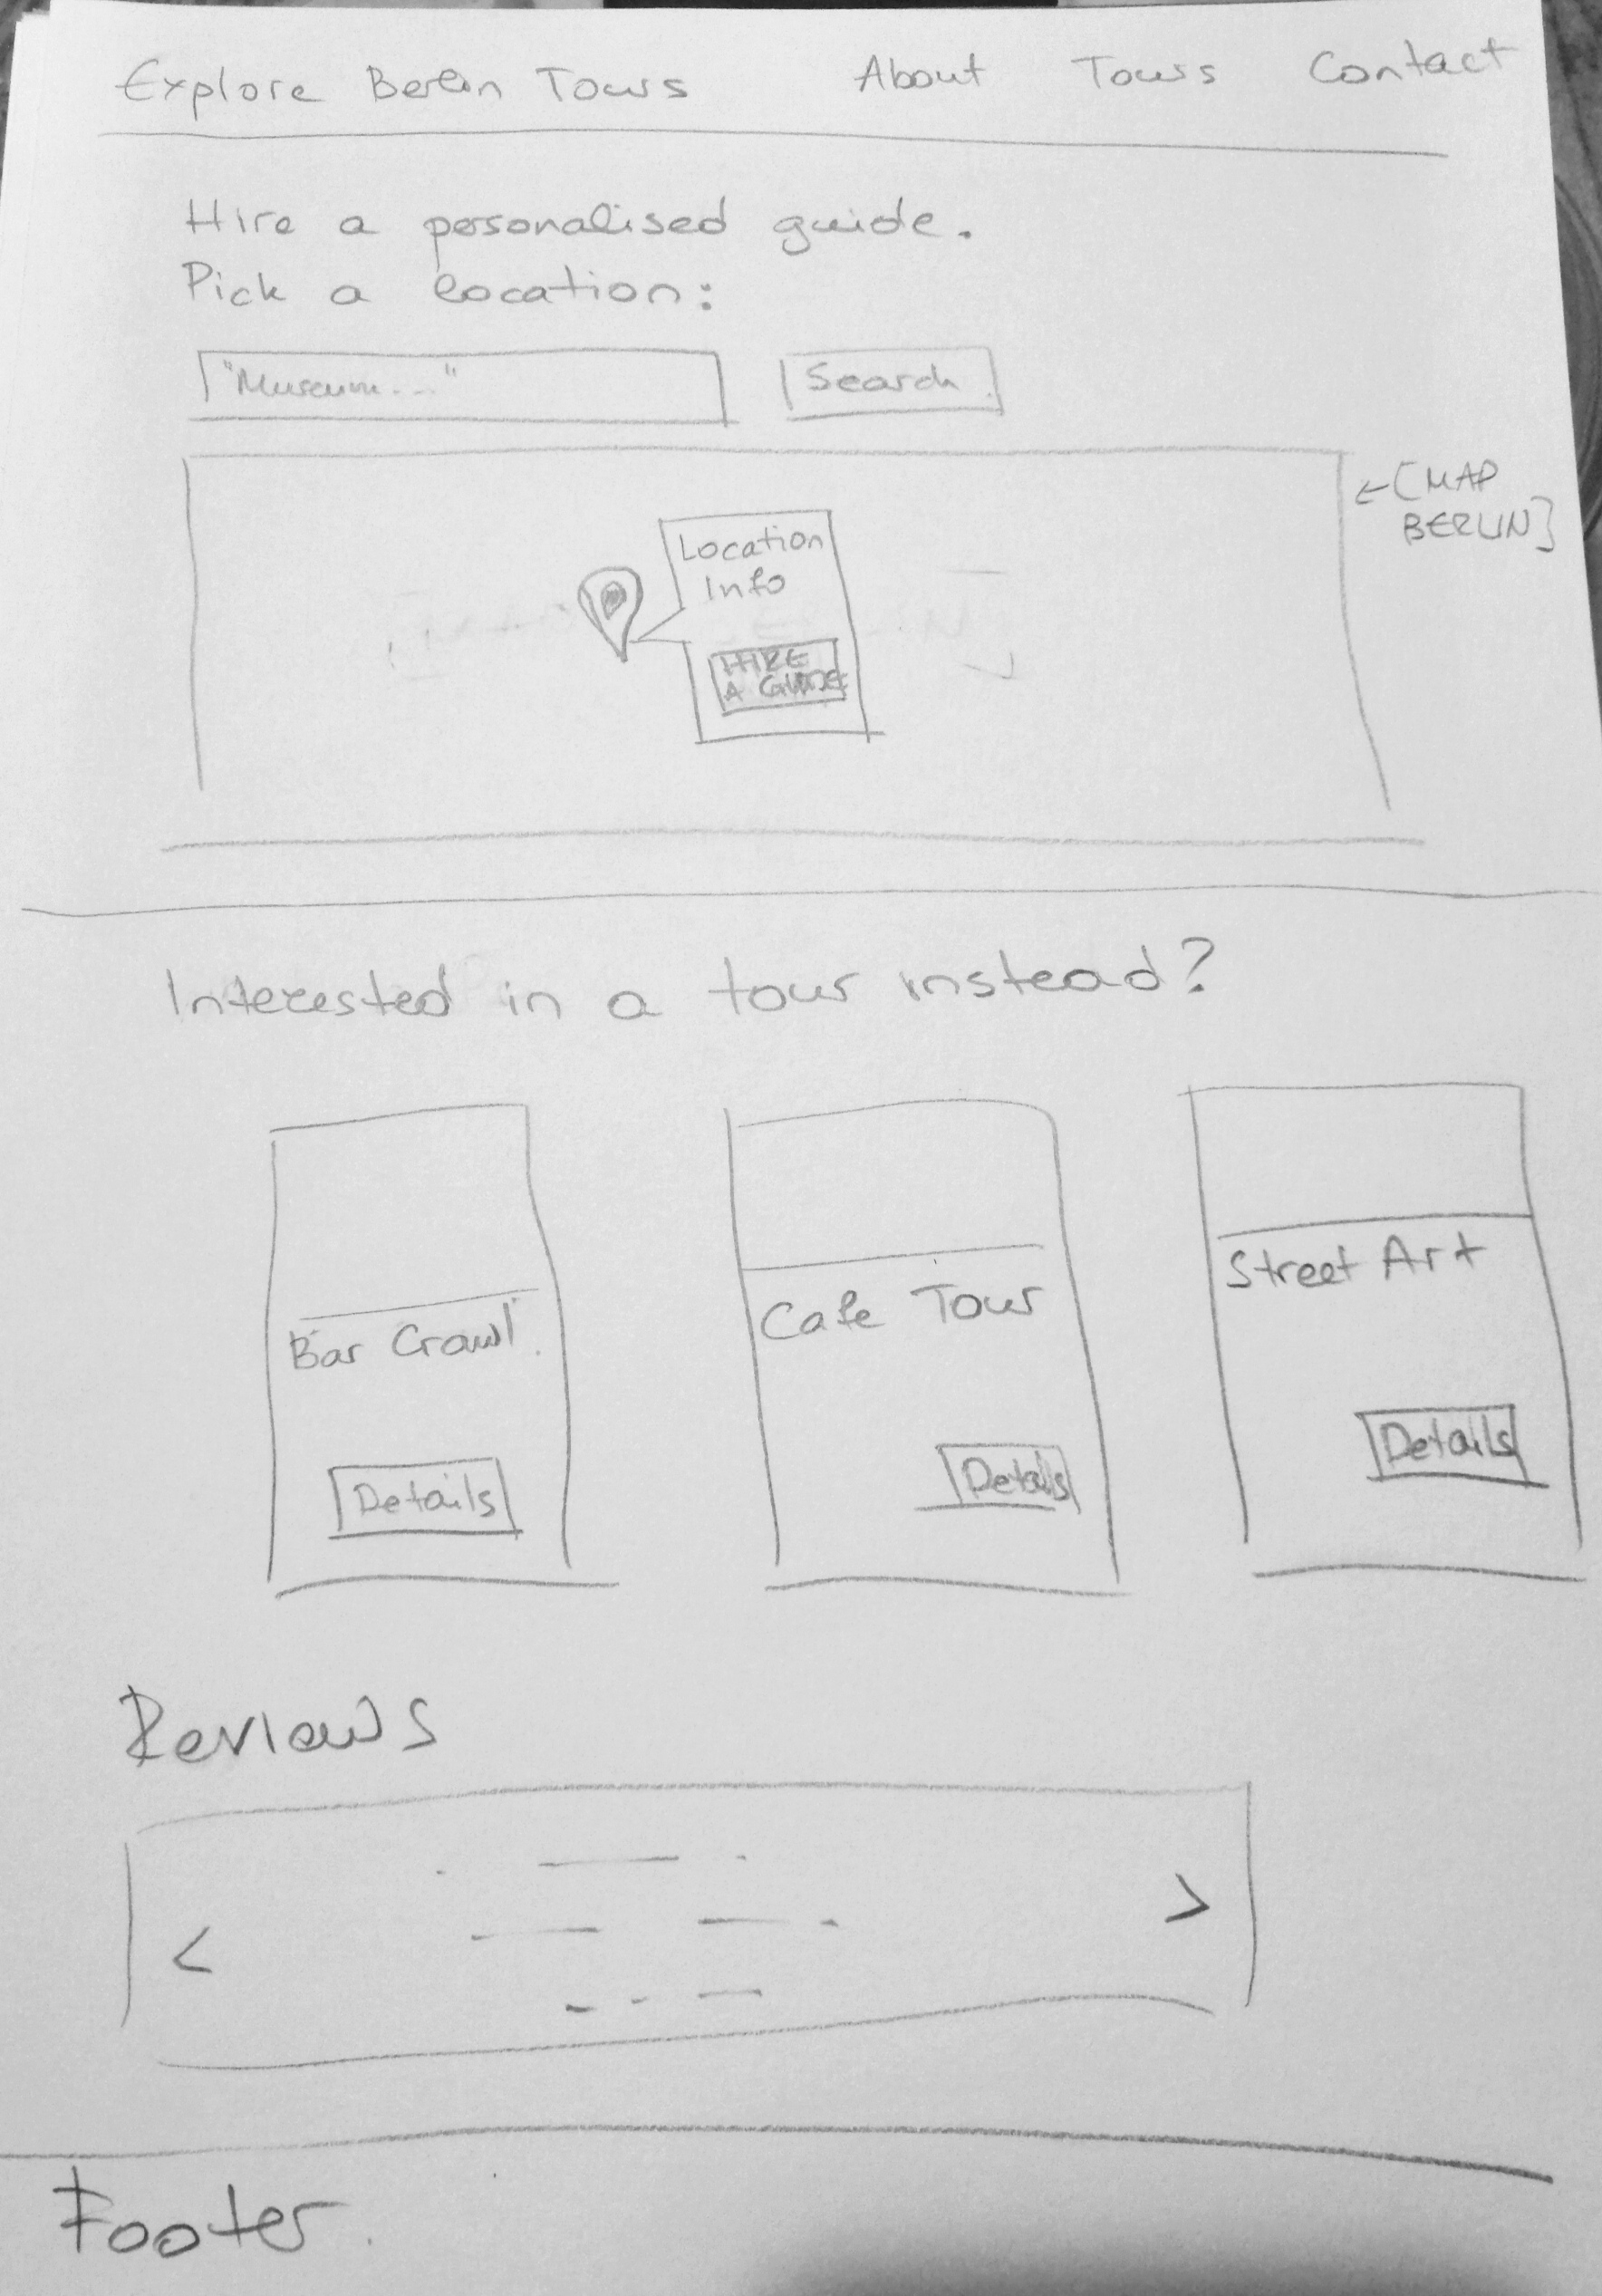 Explore Berlin Tours About Tours Contact
Hire a personalised guide.
Pick a location:
"Museum..." Search
←[MAP
BERLIN]
Location
Info
HIRE
A GUIDE
Interested in a tour instead?
Bar Crawl
Cafe Tour
Street Art
Details
Details
Details
Reviews
< >
Footer